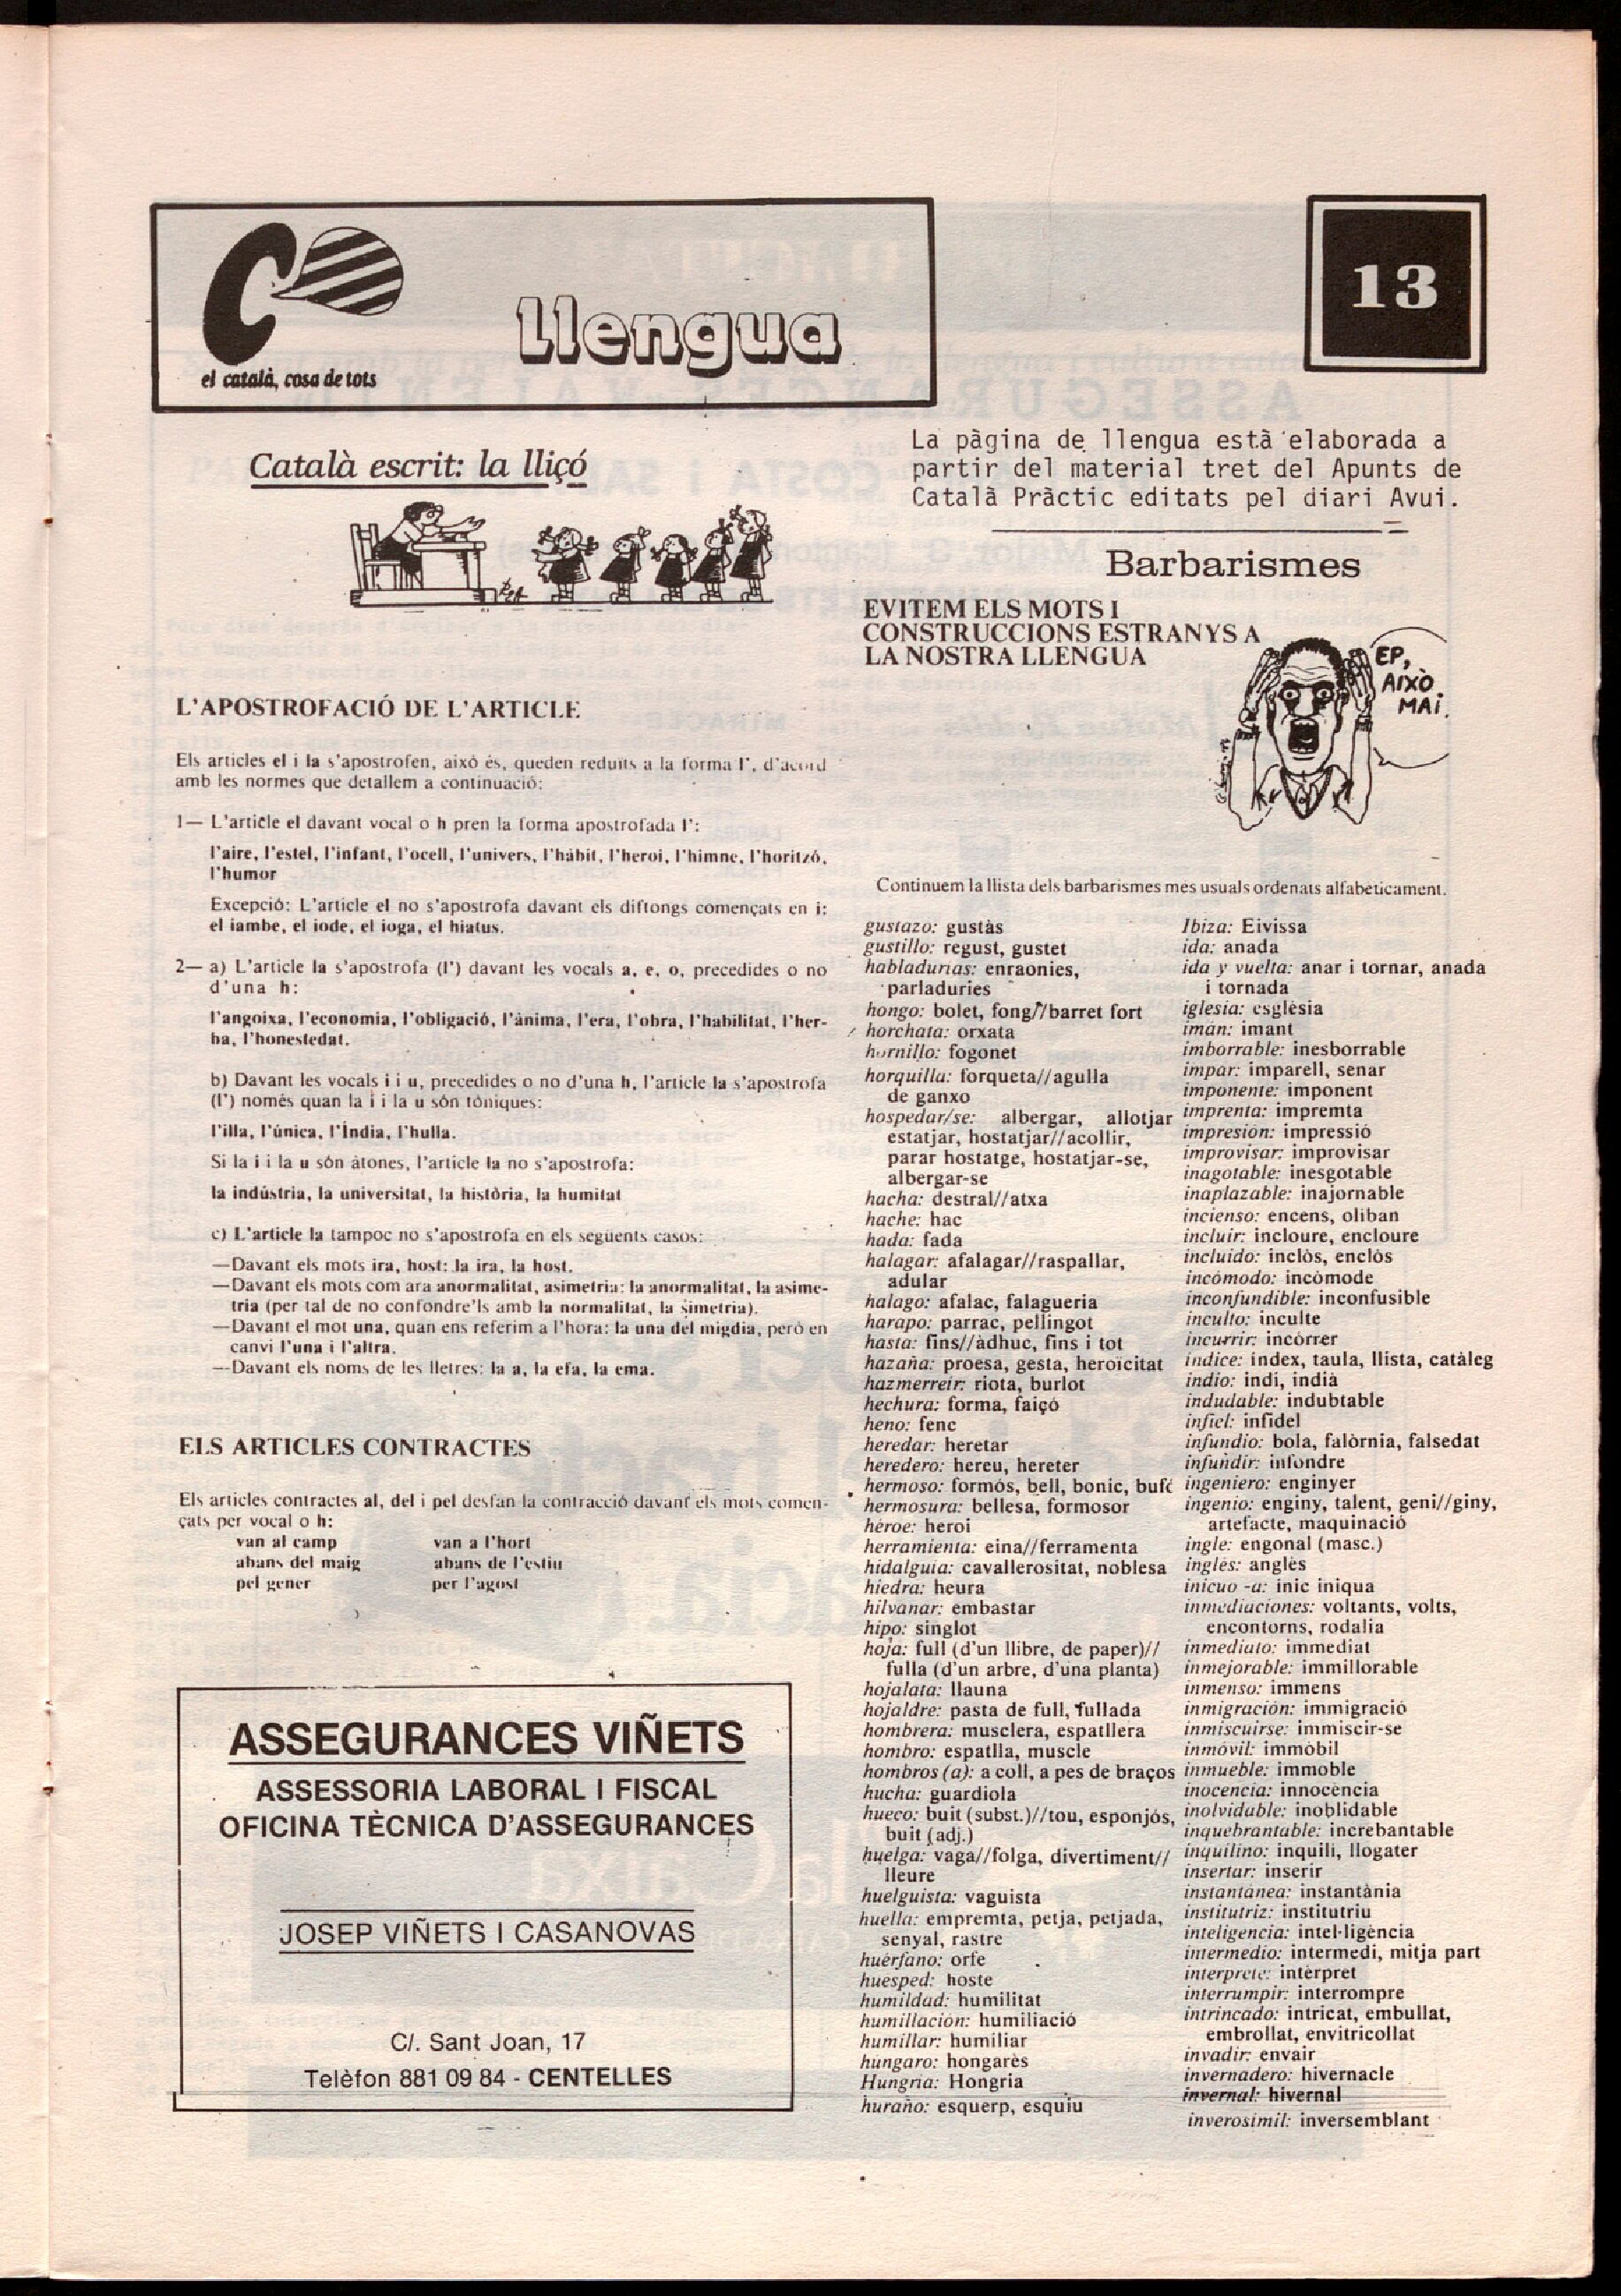 C
llengua
el català, cosa de tots
13
Català escrit: la lliçó
L'APOSTROFACIÓ DE L'ARTICLE
Els articles el i la s'apostrofen, això és, queden reduïts a la forma l', d'acord
amb les normes que detallem a continuació:
1— L'article el davant vocal o h pren la forma apostrofada l':
l'aire, l'estel, l'infant, l'ocell, l'univers, l'hàbit, l'heroi, l'himne, l'horitzó,
l'humor
Excepció: L'article el no s'apostrofa davant els diftongs començats en i:
el iambe, el iode, el ioga, el hiatus.
2— a) L'article la s'apostrofa (l') davant les vocals a, e, o, precedides o no
d'una h:
l'angoixa, l'economia, l'obligació, l'ànima, l'era, l'obra, l'habilitat, l'her-
ba, l'honestedat.
b) Davant les vocals i i u, precedides o no d'una h, l'article la s'apostrofa
(l') només quan la i i la u són tòniques:
l'illa, l'única, l'Índia, l'hulla.
Si la i i la u són àtones, l'article la no s'apostrofa:
la indústria, la universitat, la història, la humitat
c) L'article la tampoc no s'apostrofa en els següents casos:
—Davant els mots ira, host: la ira, la host.
—Davant els mots com ara anormalitat, asimetria: la anormalitat, la asime-
tria (per tal de no confondre'ls amb la normalitat, la simetria).
—Davant el mot una, quan ens referim a l'hora: la una del migdia, però en
canvi l'una i l'altra.
—Davant els noms de les lletres: la a, la efa, la ema.
ELS ARTICLES CONTRACTES
Els articles contractes al, del i pel desfan la contracció davant els mots comen-
çats per vocal o h:
van al camp van a l'hort
abans del maig abans de l'estiu
pel gener per l'agost
ASSEGURANCES VIÑETS
ASSESSORIA LABORAL I FISCAL
OFICINA TÈCNICA D'ASSEGURANCES
JOSEP VIÑETS I CASANOVAS
C/. Sant Joan, 17
Telèfon 881 09 84 - CENTELLES
La pàgina de llengua està elaborada a
partir del material tret del Apunts de
Català Pràctic editats pel diari Avui.
Barbarismes
EVITEM ELS MOTS I
CONSTRUCCIONS ESTRANYS A
LA NOSTRA LLENGUA
EP,
AIXÒ
MAI.
Continuem la llista dels barbarismes mes usuals ordenats alfabèticament.
gustazo: gustàs
gustillo: regust, gustet
habladurias: enraonies,
parladuries
hongo: bolet, fong//barret fort
horchata: orxata
hornillo: fogonet
horquilla: forqueta//agulla
de ganxo
hospedar/se: albergar, allotjar
estatjar, hostatjar//acollir,
parar hostatge, hostatjar-se,
albergar-se
hacha: destral//atxa
hache: hac
hada: fada
halagar: afalagar//raspallar,
adular
halago: afalac, falagueria
harapo: parrac, pellingot
hasta: fins//àdhuc, fins i tot
hazaña: proesa, gesta, heroïcitat
hazmerreir: riota, burlot
hechura: forma, faiçó
heno: fenc
heredar: heretar
heredero: hereu, hereter
hermoso: formós, bell, bonic, bufó
hermosura: bellesa, formosor
héroe: heroi
herramienta: eina//ferramenta
hidalguia: cavallerositat, noblesa
hiedra: heura
hilvanar: embastar
hipo: singlot
hoja: full (d'un llibre, de paper)//
fulla (d'un arbre, d'una planta)
hojalata: llauna
hojaldre: pasta de full, fullada
hombrera: musclera, espatllera
hombro: espatlla, muscle
hombros (a): a coll, a pes de braços
hucha: guardiola
hueco: buit (subst.)//tou, esponjós,
buit (adj.)
huelga: vaga//folga, divertiment//
lleure
huelguista: vaguista
huella: empremta, petja, petjada,
senyal, rastre
huérfano: orfe
huesped: hoste
humildad: humilitat
humillación: humiliació
humillar: humiliar
hungaro: hongarès
Hungria: Hongria
huraño: esquerp, esquiu
Ibiza: Eivissa
ida: anada
ida y vuelta: anar i tornar, anada
i tornada
iglesia: església
imán: imant
imborrable: inesborrable
impar: imparell, senar
imponente: imponent
imprenta: impremta
impresión: impressió
improvisar: improvisar
inagotable: inesgotable
inaplazable: inajornable
incienso: encens, oliban
incluir: incloure, encloure
incluido: inclòs, enclòs
incómodo: incòmode
inconfundible: inconfusible
inculto: inculte
incurrir: incórrer
índice: índex, taula, llista, catàleg
indio: indi, indià
indudable: indubtable
infiel: infidel
infundio: bola, falòrnia, falsedat
infundir: infondre
ingeniero: enginyer
ingenio: enginy, talent, geni//giny,
artefacte, maquinació
ingle: engonal (masc.)
inglés: anglès
inicuo -a: inic iniqua
inmediaciones: voltants, volts,
encontorns, rodalia
inmediato: immediat
inmejorable: immillorable
inmenso: immens
inmigración: immigració
inmiscuirse: immiscir-se
inmóvil: immòbil
inmueble: immoble
inocencia: innocència
inolvidable: inoblidable
inquebrantable: increbantable
inquilino: inquilí, llogater
insertar: inserir
instantánea: instantània
institutriz: institutriu
inteligencia: intel·ligència
intermedio: intermedi, mitja part
interprete: intèrpret
interrumpir: interrompre
intrincado: intricat, embullat,
embrollat, envitricollat
invadir: envair
invernadero: hivernacle
invernal: hivernal
inverosimil: inversemblant